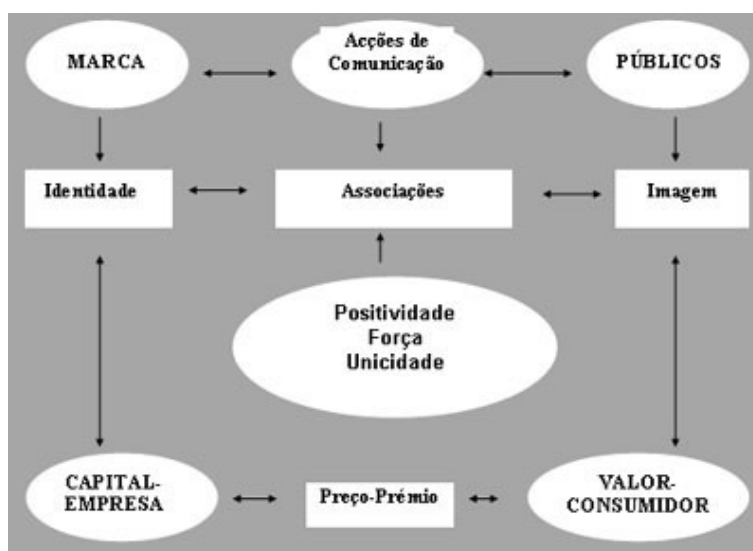 MARCA
Acções de
Comunicação
PÚBLICOS
Identidade
Associações
Imagem
Positividade
Força
Unicidade
CAPITAL-
EMPRESA
Preço-Prémio
VALOR-
CONSUMIDOR